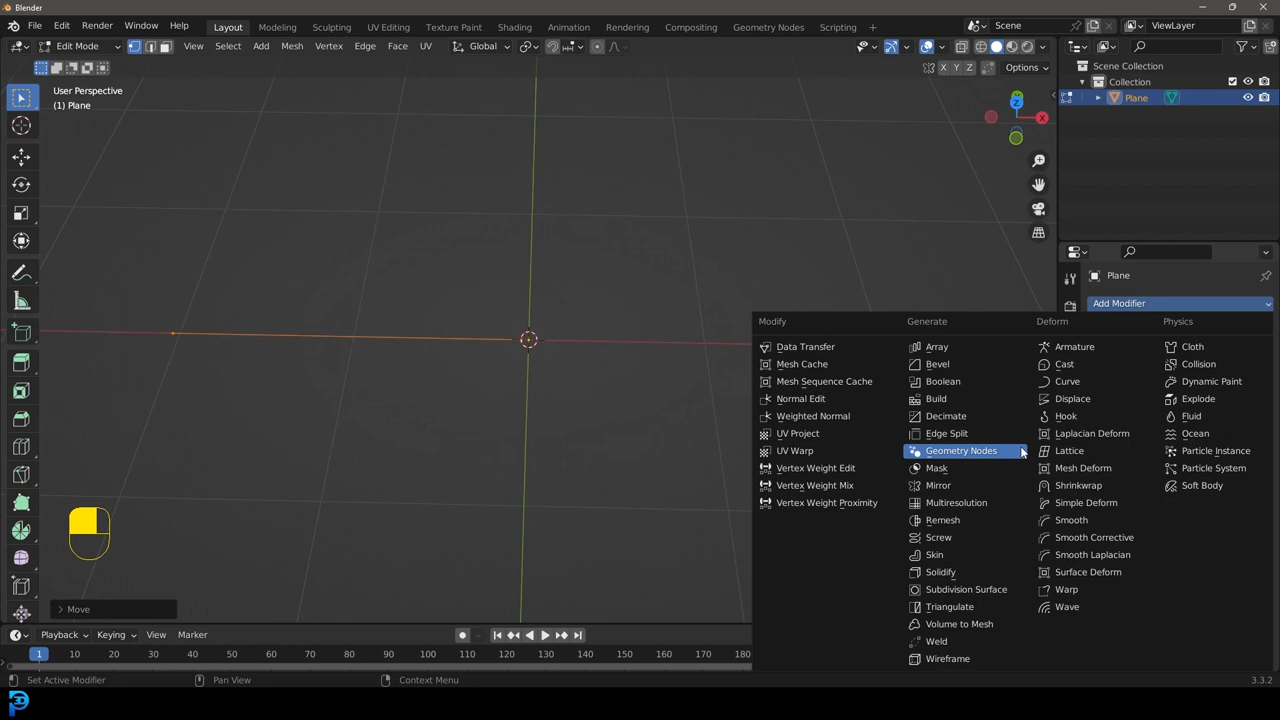 Blender
File Edit Render Window Help Layout Modeling Sculpting UV Editing Texture Paint Shading Animation Rendering Compositing Geometry Nodes Scripting + Scene ViewLayer
Edit Mode View Select Add Mesh Vertex Edge Face UV Global
X Y Z Options
User Perspective
(1) Plane
Z
X
Scene Collection
Collection
Plane
Plane
Add Modifier
Modify Generate Deform Physics
Data Transfer Array Armature Cloth
Mesh Cache Bevel Cast Collision
Mesh Sequence Cache Boolean Curve Dynamic Paint
Normal Edit Build Displace Explode
Weighted Normal Decimate Hook Fluid
UV Project Edge Split Laplacian Deform Ocean
UV Warp Geometry Nodes Lattice Particle Instance
Vertex Weight Edit Mask Mesh Deform Particle System
Vertex Weight Mix Mirror Shrinkwrap Soft Body
Vertex Weight Proximity Multiresolution Simple Deform
Remesh Smooth
Screw Smooth Corrective
Skin Smooth Laplacian
Solidify Surface Deform
Subdivision Surface Warp
Triangulate Wave
Volume to Mesh
Weld
Wireframe
Move
Playback Keying View Marker
1 10 20 30 40 50 60 70 80 90 100 110 120 130 140 150 160 170 180
Set Active Modifier Pan View Context Menu 3.3.2